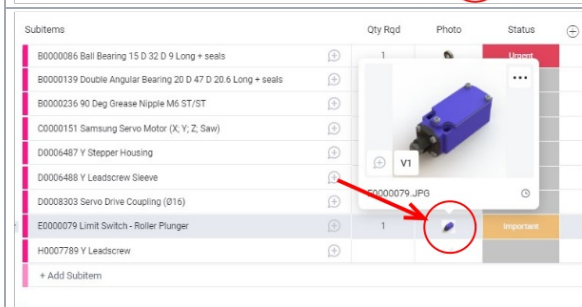 Subitems Qty Rqd Photo Status
B0000086 Ball Bearing 15 D 32 D 9 Long + seals 1 Urgent
B0000139 Double Angular Bearing 20 D 47 D 20.6 Long + seals
B0000236 90 Deg Grease Nipple M6 ST/ST
C0000151 Samsung Servo Motor (X; Y; Z; Saw)
D0006487 Y Stepper Housing
V1
D0006488 Y Leadscrew Sleeve
E0000079.JPG
D0008303 Servo Drive Coupling (Ø16)
E0000079 Limit Switch - Roller Plunger 1 Important
H0007789 Y Leadscrew
+ Add Subitem